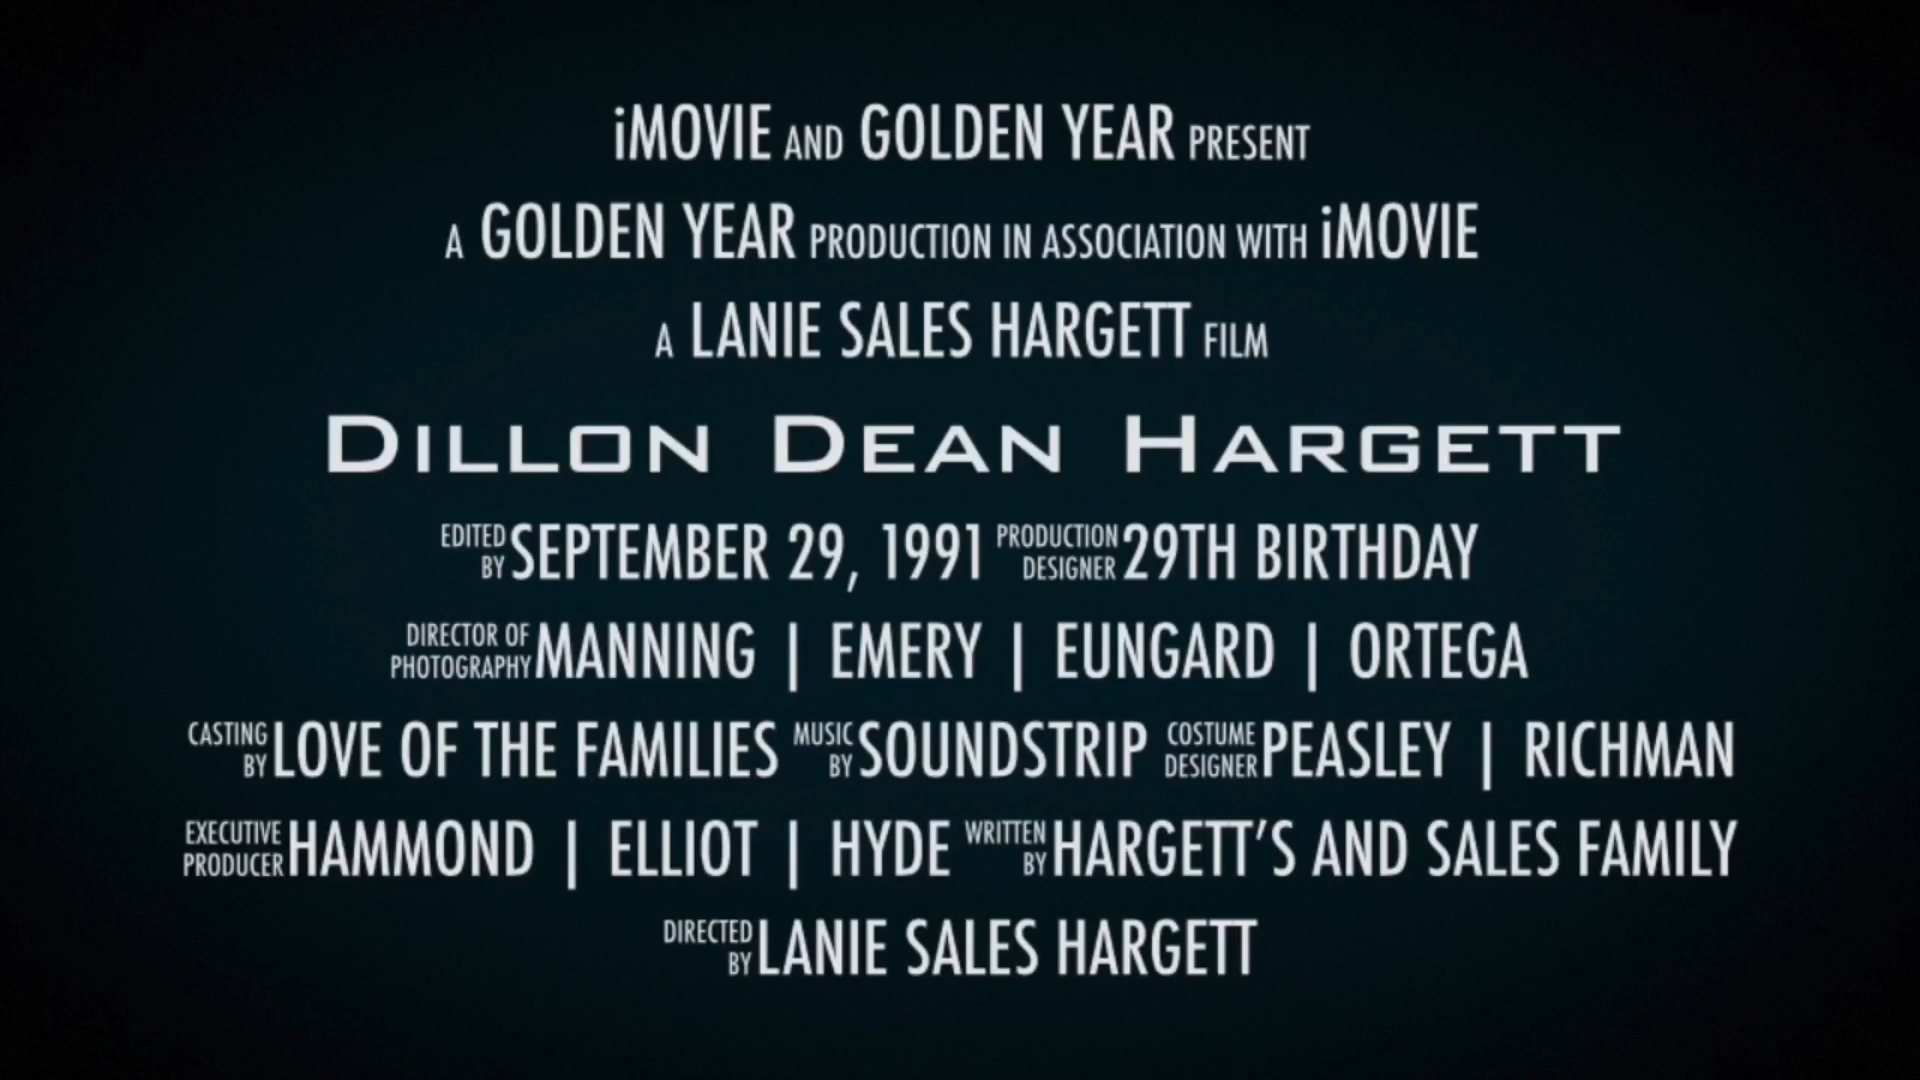 iMOVIE AND GOLDEN YEAR PRESENT
A GOLDEN YEAR PRODUCTION IN ASSOCIATION WITH iMOVIE
A LANIE SALES HARGETT FILM
DILLON DEAN HARGETT
EDITED BY SEPTEMBER 29, 1991 PRODUCTION DESIGNER 29TH BIRTHDAY
DIRECTOR OF PHOTOGRAPHY MANNING | EMERY | EUNGARD | ORTEGA
CASTING BY LOVE OF THE FAMILIES MUSIC BY SOUNDSTRIP COSTUME DESIGNER PEASLEY | RICHMAN
EXECUTIVE PRODUCER HAMMOND | ELLIOT | HYDE WRITTEN BY HARGETT'S AND SALES FAMILY
DIRECTED BY LANIE SALES HARGETT